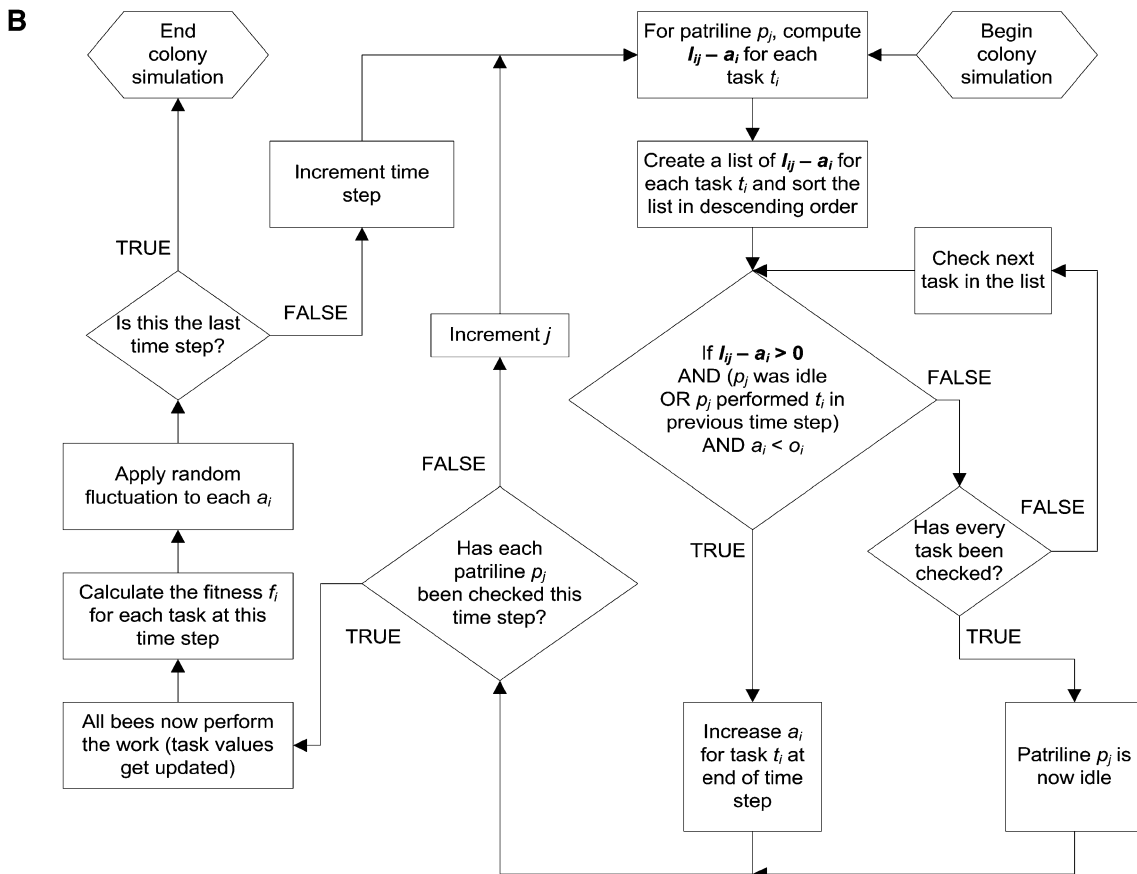 B
End
colony
simulation
For patriline pj, compute
lij – ai for each
task ti
Begin
colony
simulation
Increment time
step
Create a list of lij – ai for
each task ti and sort the
list in descending order
TRUE
Check next
task in the list
Is this the last
time step?
FALSE
Increment j
If lij – ai > 0
AND (pj was idle
OR pj performed ti in
previous time step)
AND ai < oi
FALSE
Apply random
fluctuation to each ai
FALSE
Has each
patriline pj
been checked this
time step?
TRUE
Has every
task been
checked?
FALSE
Calculate the fitness fi
for each task at this
time step
TRUE
TRUE
All bees now perform
the work (task values
get updated)
Increase ai
for task ti at
end of time
step
Patriline pj is
now idle